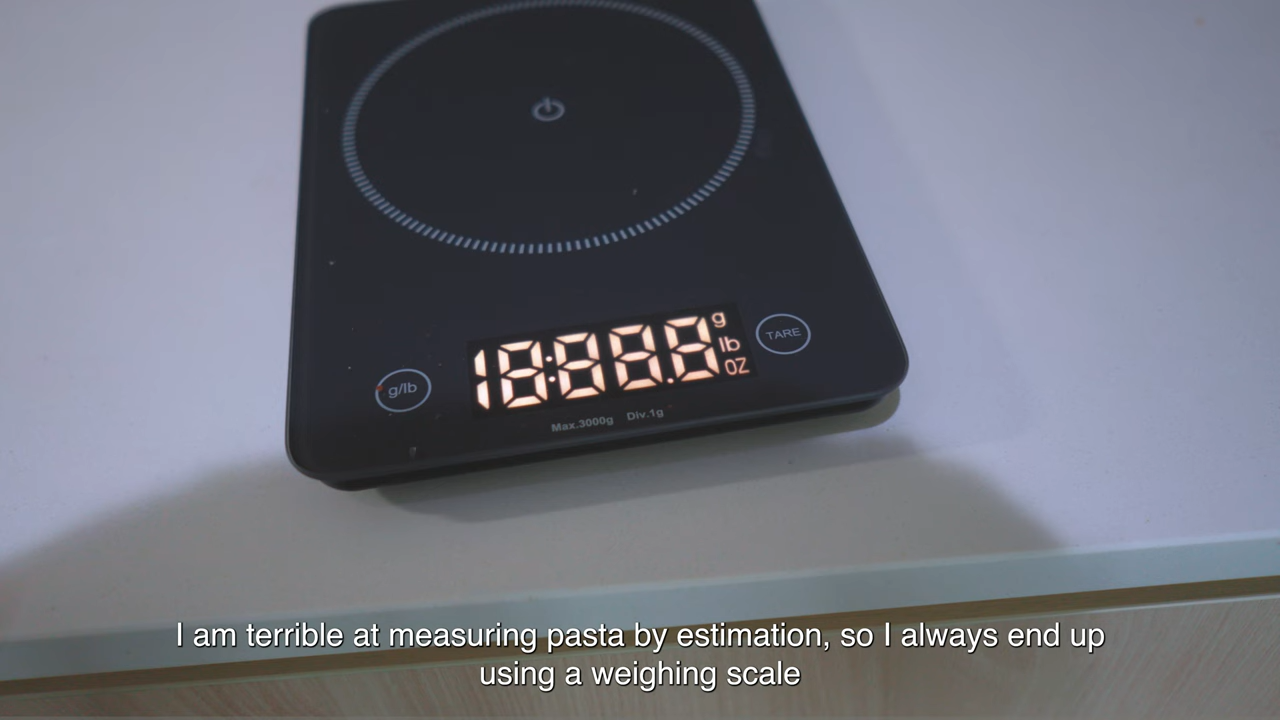 18:888.8
g
lb
oz
TARE
g/lb
Max.3000g Div.1g
I am terrible at measuring pasta by estimation, so I always end up
using a weighing scale